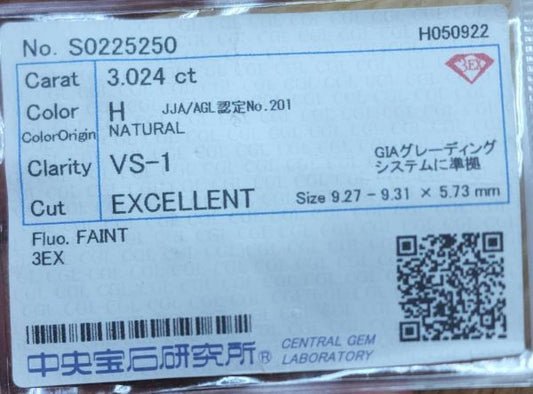 No. S0225250
H050922
3EX
Carat 3.024 ct
Color H JJA/AGL認定No.201
ColorOrigin NATURAL
Clarity VS-1
GIAグレーディング
システムに準拠
Cut EXCELLENT Size 9.27 - 9.31 × 5.73 mm
Fluo. FAINT
3EX
中央宝石研究所® CENTRAL GEM
LABORATORY